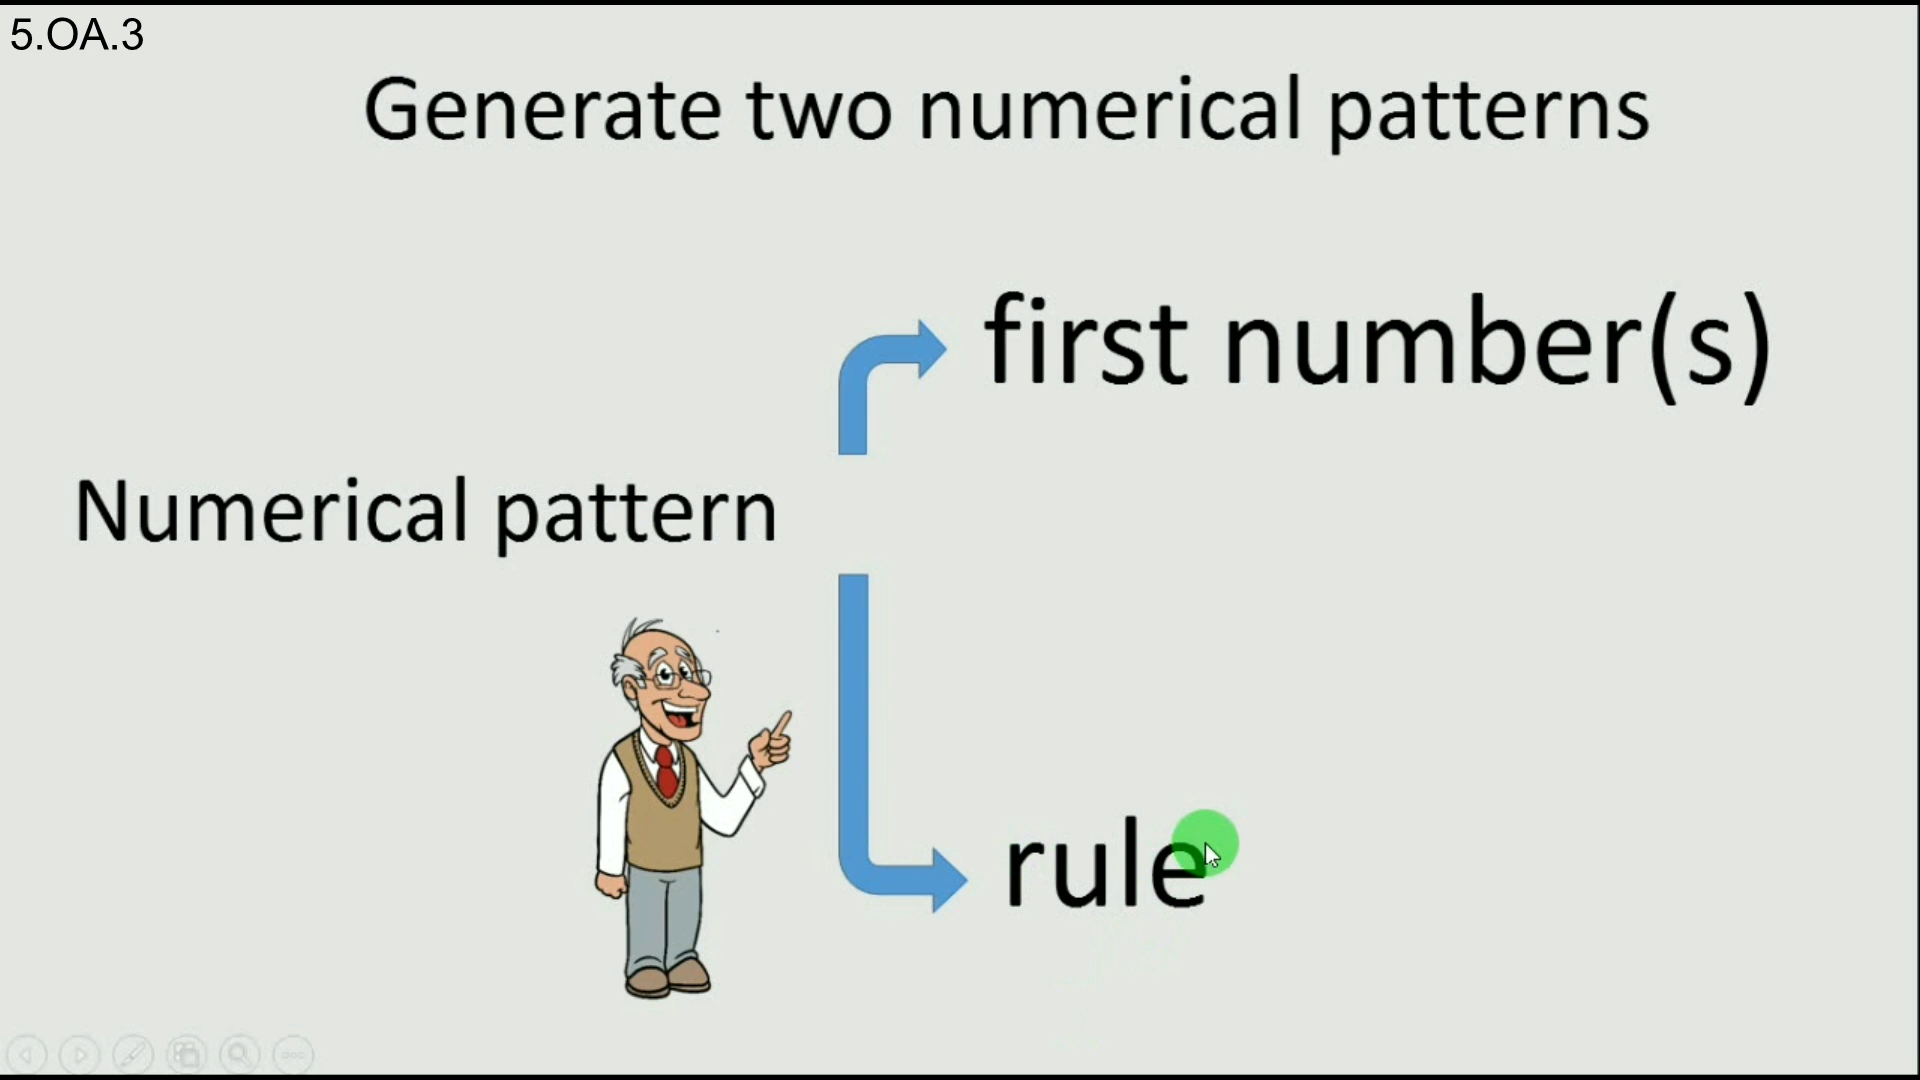 5.OA.3
Generate two numerical patterns
first number(s)
Numerical pattern
rule